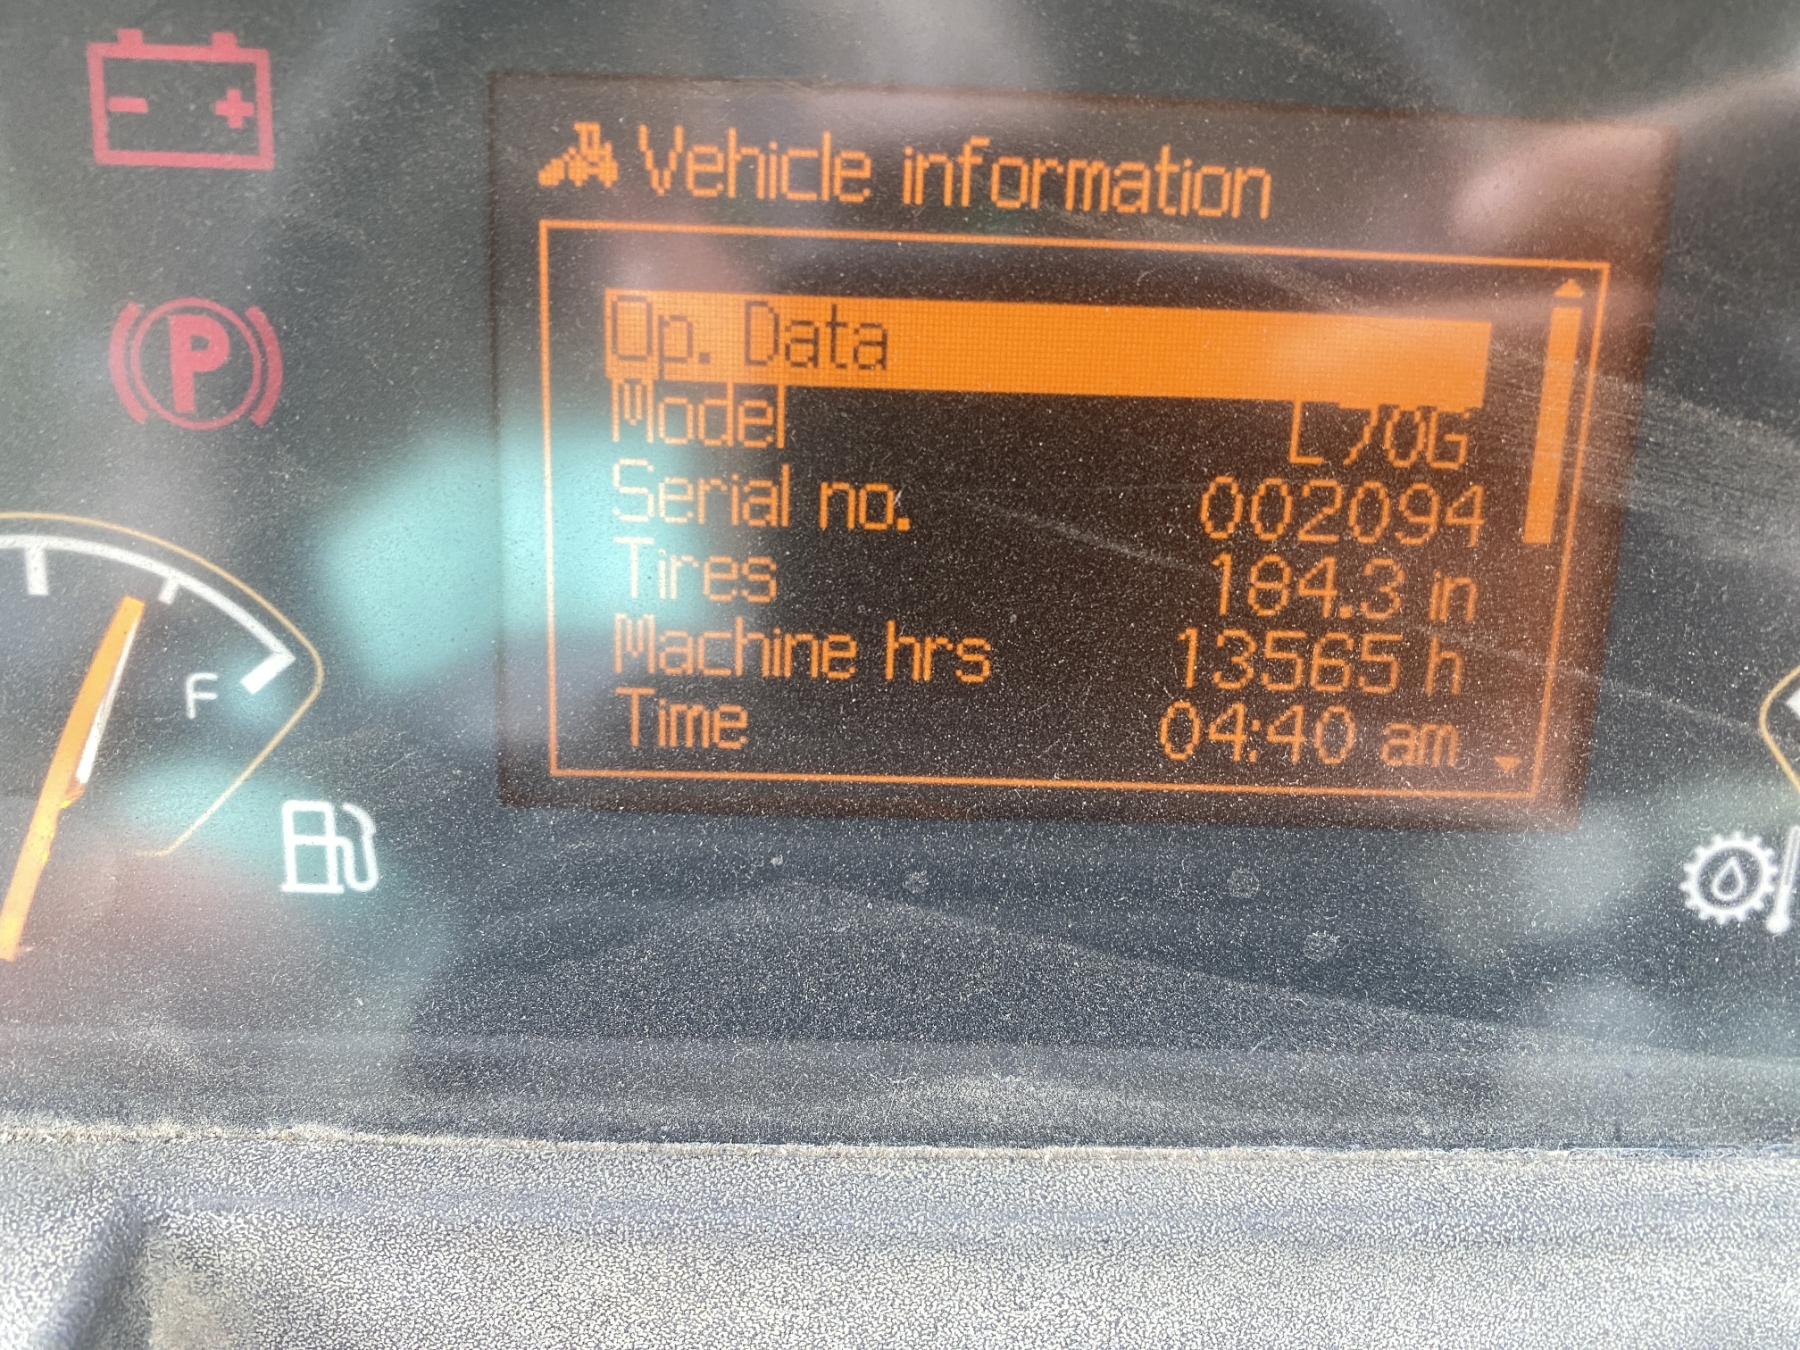 Vehicle information
Op. Data
Model L70G
Serial no. 002094
Tires 184.3 in
Machine hrs 13565 h
Time 04:40 am
P
F